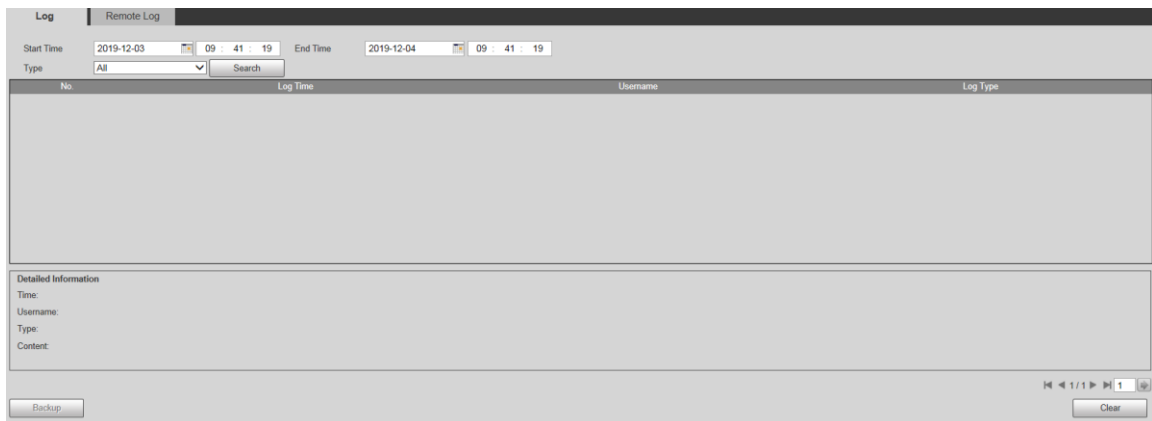 Log Remote Log
Start Time 2019-12-03 09 : 41 : 19 End Time 2019-12-04 09 : 41 : 19
Type All Search
No. Log Time Username Log Type
Detailed Information
Time:
Username:
Type:
Content:
1 / 1 1
Backup Clear